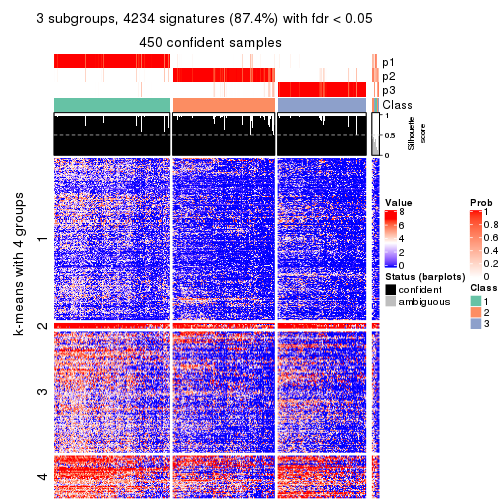 3 subgroups, 4234 signatures (87.4%) with fdr < 0.05
450 confident samples
p1
p2
p3
Class
1
0.5
0
Silhouette
score
k-means with 4 groups
1
2
3
4
Value
8
6
4
2
0
Status (barplots)
confident
ambiguous
Prob
1
0.8
0.6
0.4
0.2
0
Class
1
2
3